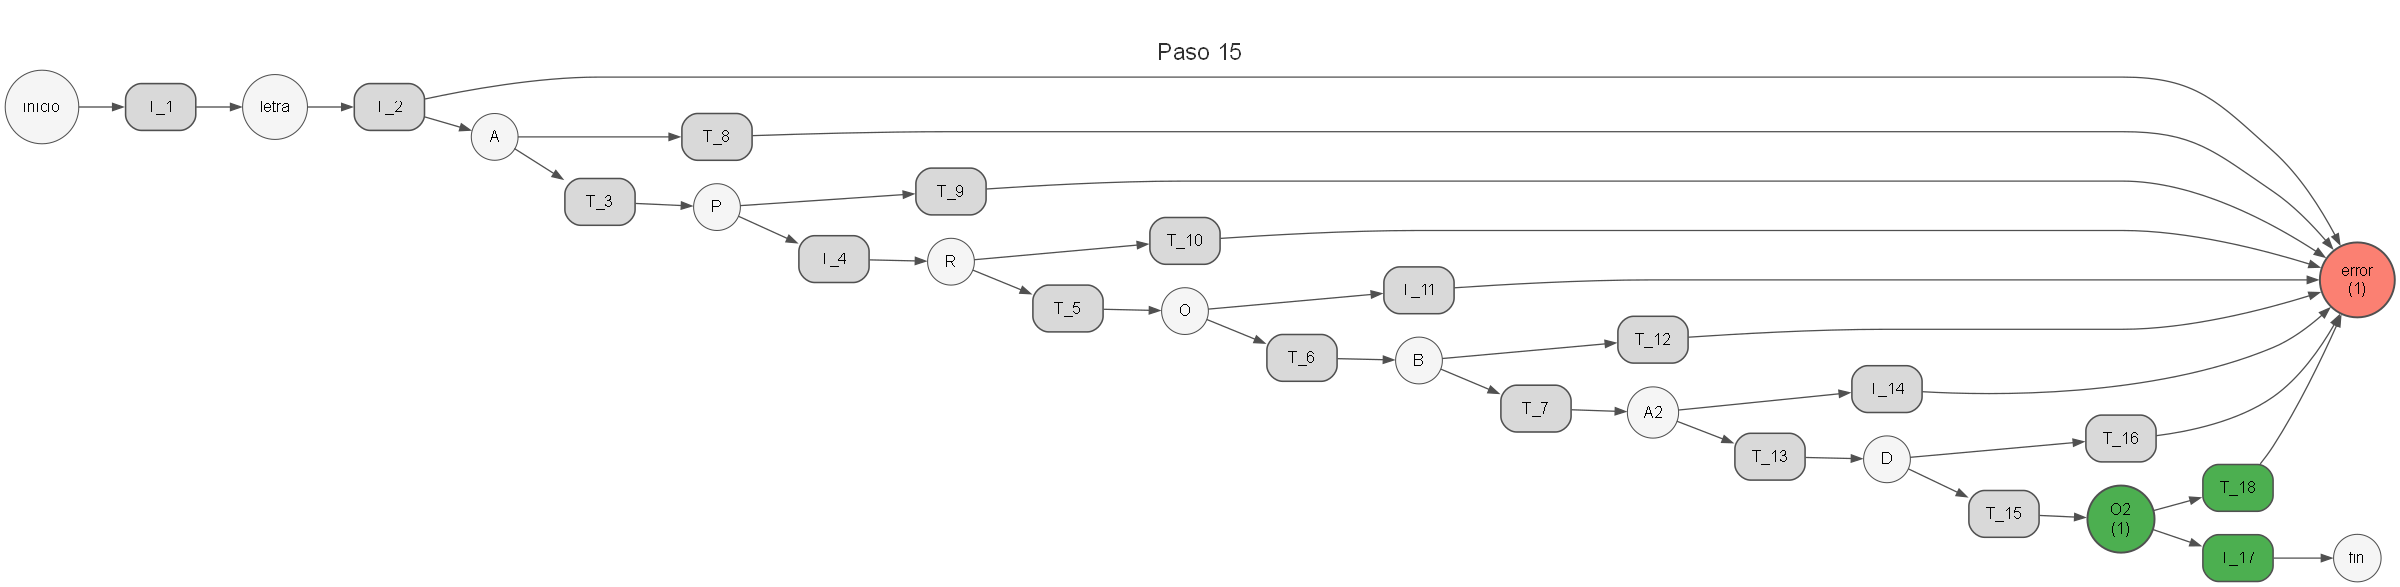 Paso 15
inicio
T_1
letra
T_2
A
T_8
T_3
P
T_9
T_4
R
T_10
T_5
O
T_11
T_6
B
T_12
T_7
A2
T_14
T_13
D
T_16
T_15
O2
(1)
T_18
T_17
fin
error
(1)